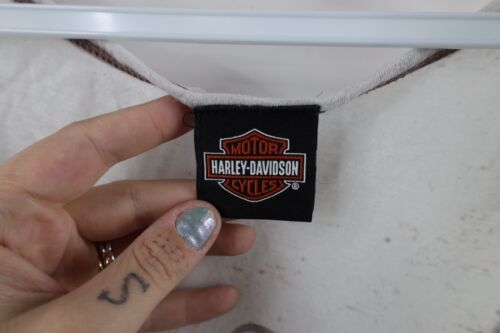 MOTOR
HARLEY-DAVIDSON
CYCLES
®